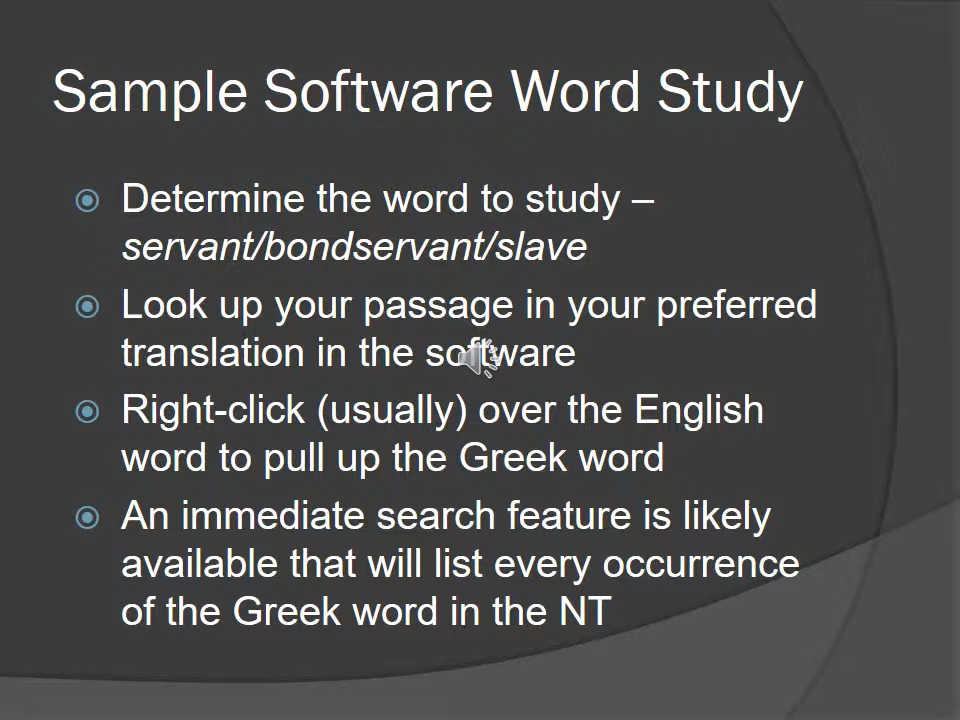 Sample Software Word Study
Determine the word to study –
servant/bondservant/slave
Look up your passage in your preferred
translation in the software
Right-click (usually) over the English
word to pull up the Greek word
An immediate search feature is likely
available that will list every occurrence
of the Greek word in the NT